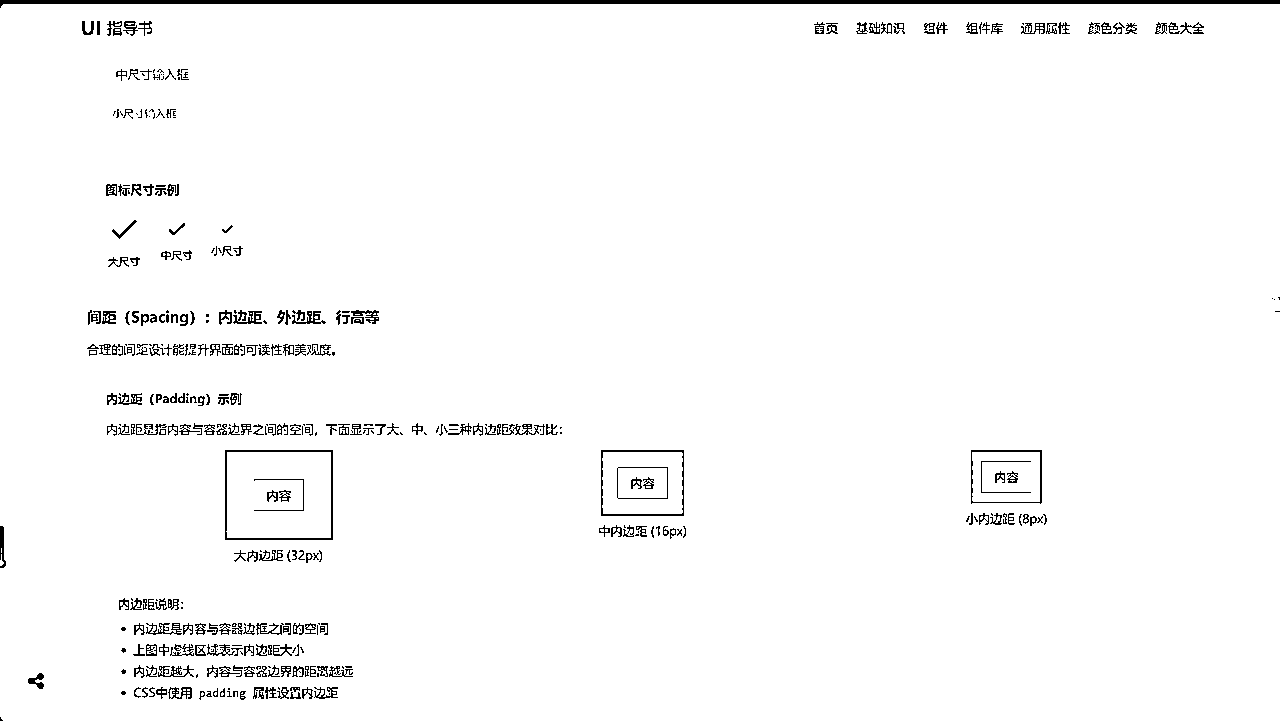 UI 指导书
首页 基础知识 组件 组件库 通用属性 颜色分类 颜色大全
中尺寸输入框
小尺寸输入框
图标尺寸示例
大尺寸 中尺寸 小尺寸
间距（Spacing）：内边距、外边距、行高等
合理的间距设计能提升界面的可读性和美观度。
内边距（Padding）示例
内边距是指内容与容器边界之间的空间，下面显示了大、中、小三种内边距效果对比：
内容 内容 内容
大内边距 (32px) 中内边距 (16px) 小内边距 (8px)
内边距说明：
• 内边距是内容与容器边框之间的空间
• 上图中虚线区域表示内边距大小
• 内边距越大，内容与容器边界的距离越远
• CSS中使用 padding 属性设置内边距